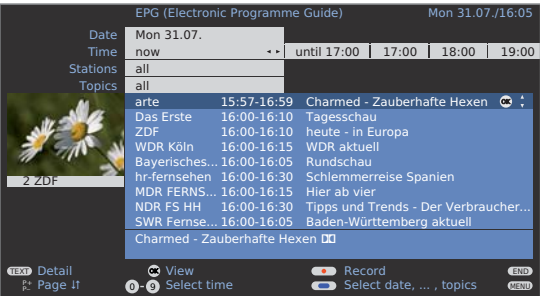 EPG (Electronic Programme Guide) Mon 31.07./16:05
Date Mon 31.07.
Time now until 17:00 17:00 18:00 19:00
Stations all
Topics all
arte 15:57-16:59 Charmed - Zauberhafte Hexen OK
Das Erste 16:00-16:10 Tagesschau
ZDF 16:00-16:10 heute - in Europa
WDR Köln 16:00-16:15 WDR aktuell
Bayerisches... 16:00-16:05 Rundschau
hr-fernsehen 16:00-16:30 Schlemmerreise Spanien
MDR FERNS... 16:00-16:15 Hier ab vier
NDR FS HH 16:00-16:30 Tipps und Trends - Der Verbraucher...
SWR Fernse... 16:00-16:05 Baden-Württemberg aktuell
2 ZDF
Charmed - Zauberhafte Hexen
TEXT Detail OK View Record END
P+ P- Page 0 - 9 Select time Select date, ... , topics MENU